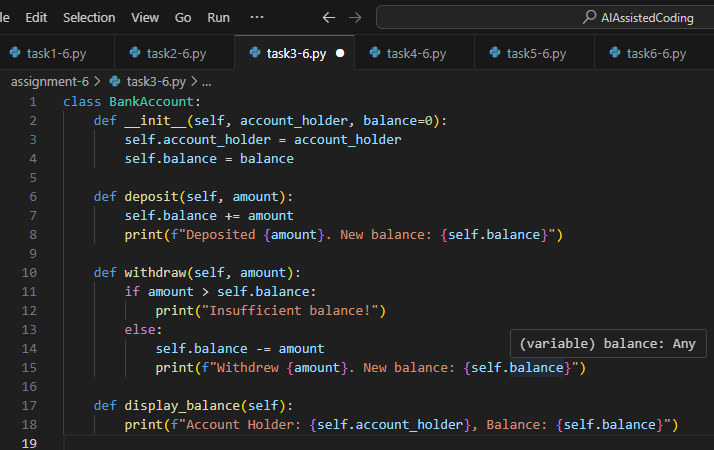 le Edit Selection View Go Run ··· ← → AIAssistedCoding
task1-6.py task2-6.py task3-6.py ● task4-6.py task5-6.py task6-6.py
assignment-6 > task3-6.py > ...
1 class BankAccount:
2     def __init__(self, account_holder, balance=0):
3         self.account_holder = account_holder
4         self.balance = balance
5
6     def deposit(self, amount):
7         self.balance += amount
8         print(f"Deposited {amount}. New balance: {self.balance}")
9
10     def withdraw(self, amount):
11         if amount > self.balance:
12             print("Insufficient balance!")
13         else:
(variable) balance: Any
14             self.balance -= amount
15             print(f"Withdrew {amount}. New balance: {self.balance}")
16
17     def display_balance(self):
18         print(f"Account Holder: {self.account_holder}, Balance: {self.balance}")
19